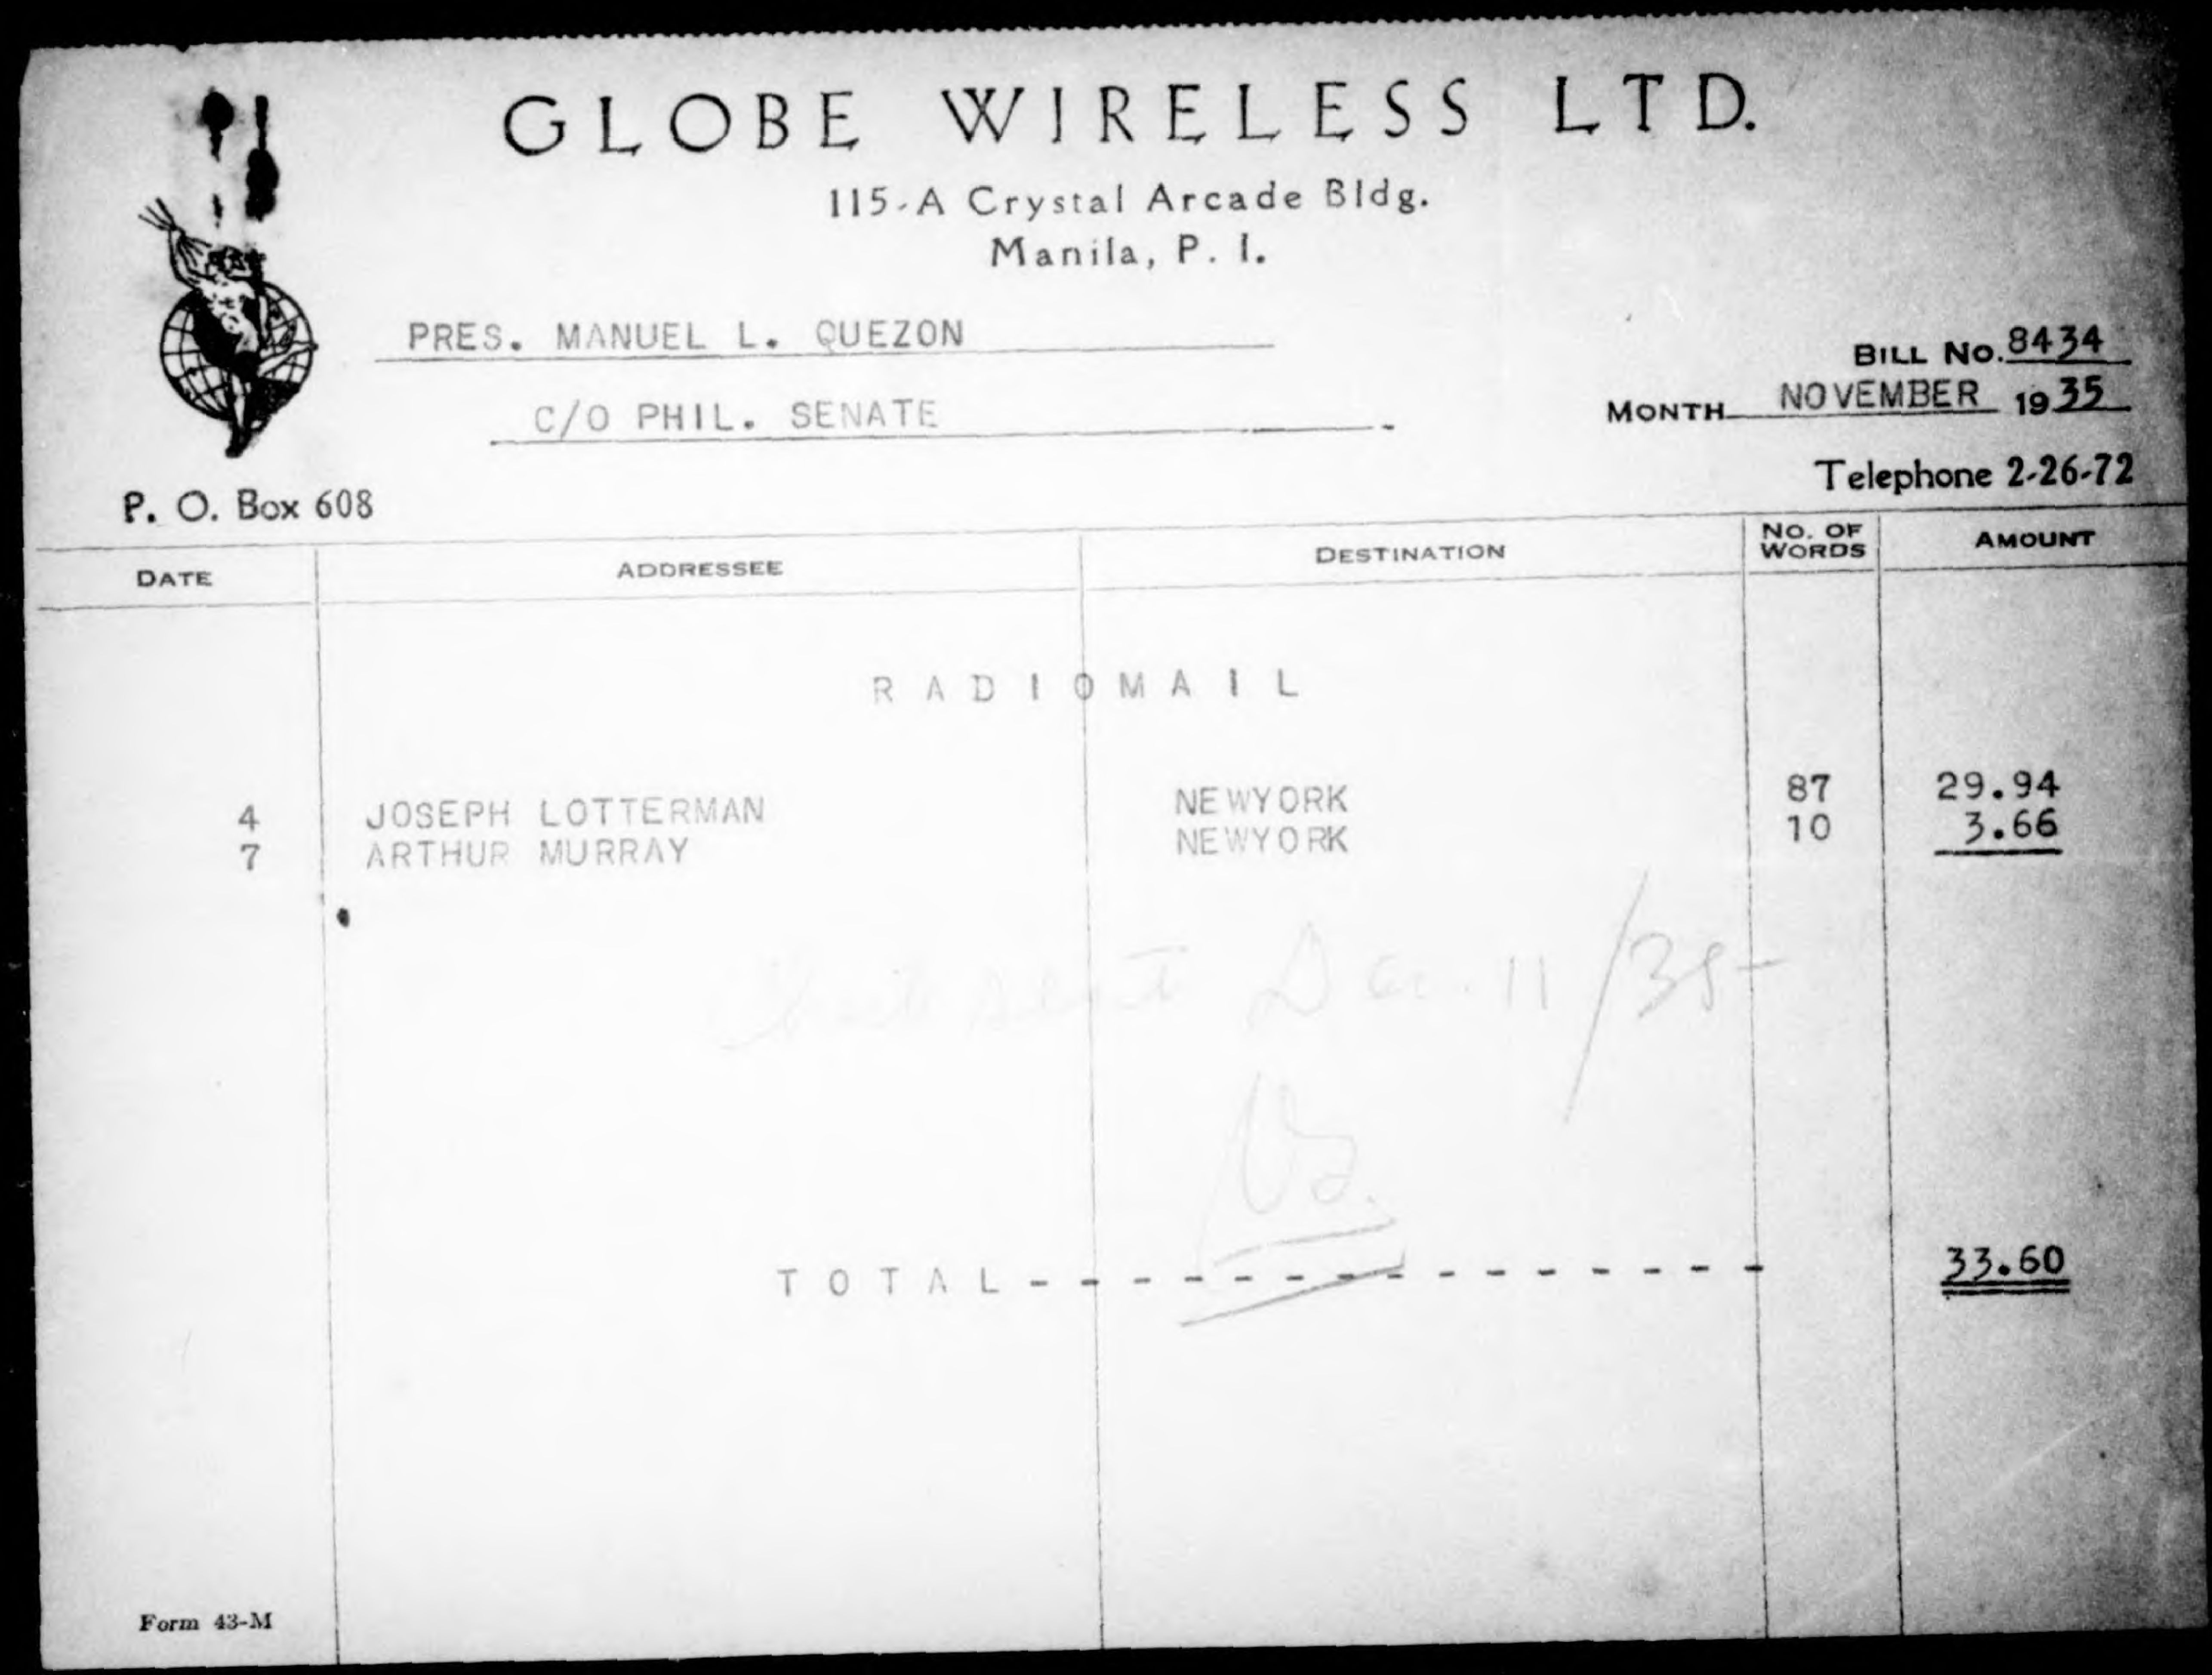 GLOBE WIRELESS LTD.
115-A Crystal Arcade Bldg.
Manila, P. I.
PRES. MANUEL L. QUEZON
BILL No. 8434
C/O PHIL. SENATE
MONTH NOVEMBER 1935
Telephone 2-26-72
P. O. Box 608
DATE ADDRESSEE DESTINATION NO. OF WORDS AMOUNT
R A D I O M A I L
4 JOSEPH LOTTERMAN NEWYORK 87 29.94
7 ARTHUR MURRAY NEWYORK 10 3.66
sent Dec. 11/35
T O T A L - - - - - - - - - - - - - - - 33.60
Form 43-M